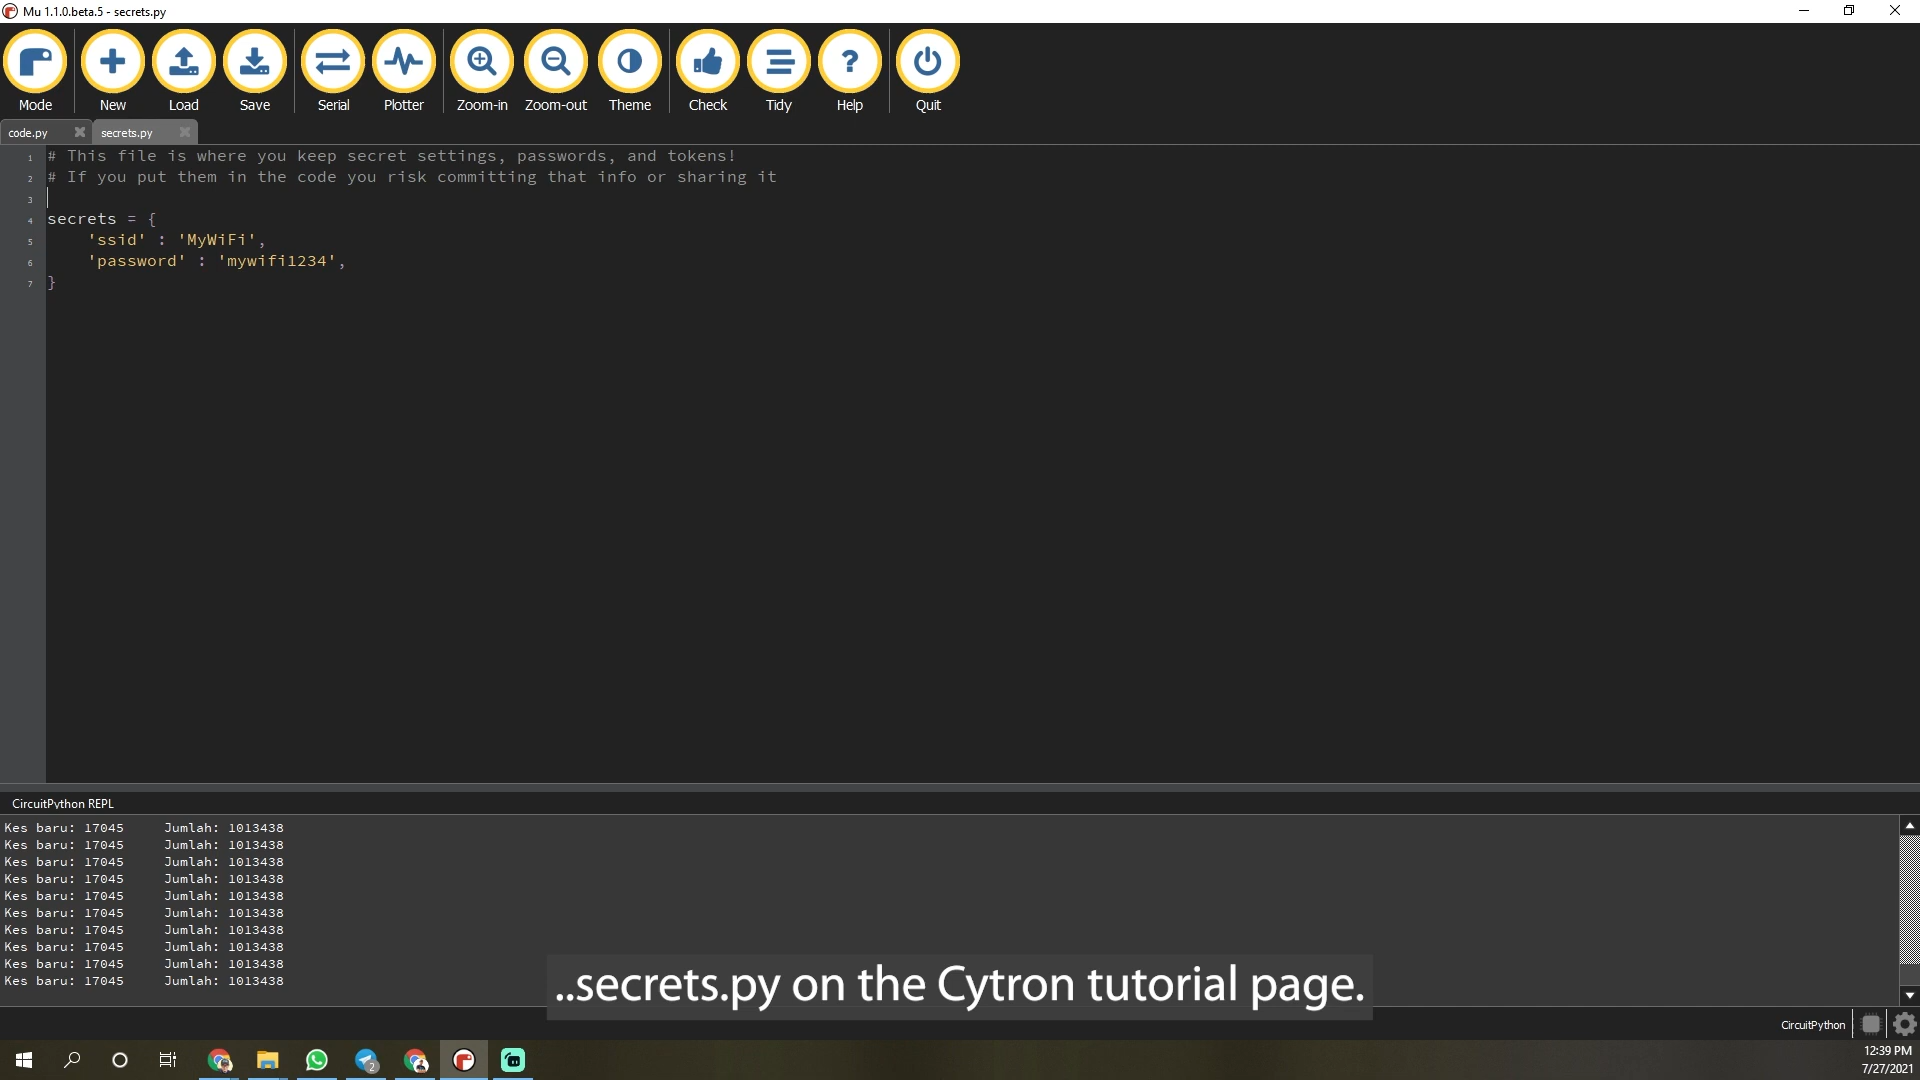 Mu 1.1.0.beta.5 - secrets.py
Mode New Load Save Serial Plotter Zoom-in Zoom-out Theme Check Tidy Help Quit
code.py secrets.py
1 # This file is where you keep secret settings, passwords, and tokens!
2 # If you put them in the code you risk committing that info or sharing it
3
4 secrets = {
5 'ssid' : 'MyWiFi',
6 'password' : 'mywifi1234',
7 }
CircuitPython REPL
Kes baru: 17045 Jumlah: 1013438
Kes baru: 17045 Jumlah: 1013438
Kes baru: 17045 Jumlah: 1013438
Kes baru: 17045 Jumlah: 1013438
Kes baru: 17045 Jumlah: 1013438
Kes baru: 17045 Jumlah: 1013438
Kes baru: 17045 Jumlah: 1013438
Kes baru: 17045 Jumlah: 1013438
Kes baru: 17045 Jumlah: 1013438
Kes baru: 17045 Jumlah: 1013438
..secrets.py on the Cytron tutorial page.
CircuitPython
2
12:39 PM
7/27/2021